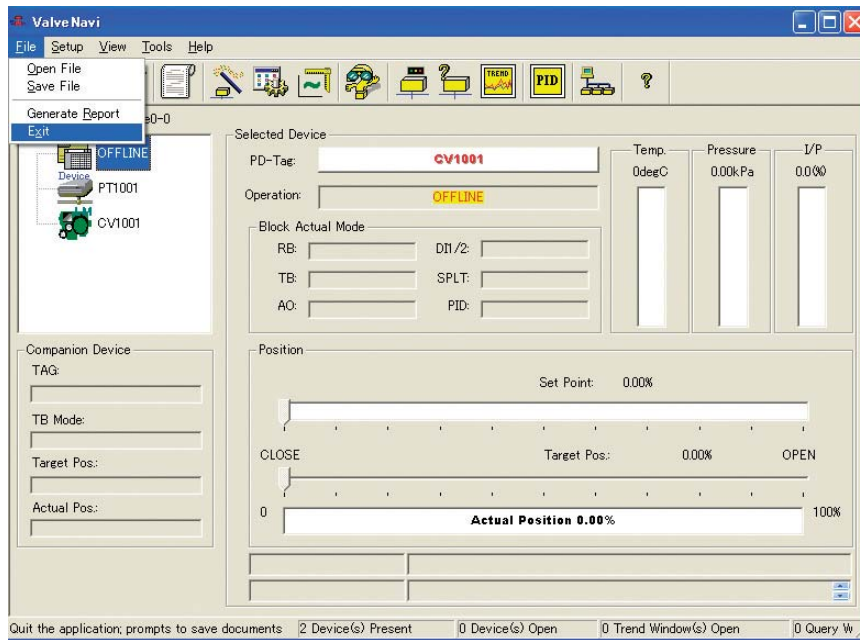 ValveNavi
File Setup View Tools Help
Open File
Save File
Generate Report
Exit
TREND
PID
?
e0-0
OFFLINE
Device
PT1001
LM
CV1001
Selected Device
PD-Tag: CV1001
Operation: OFFLINE
Block Actual Mode
RB: DI1/2:
TB: SPLT:
AO: PID:
Temp. Pressure I/P
0degC 0.00kPa 0.0(%)
Companion Device
TAG:
TB Mode:
Target Pos.:
Actual Pos.:
Position
Set Point: 0.00%
CLOSE Target Pos.: 0.00% OPEN
0 Actual Position 0.00% 100%
Quit the application; prompts to save documents 2 Device(s) Present 0 Device(s) Open 0 Trend Window(s) Open 0 Query W